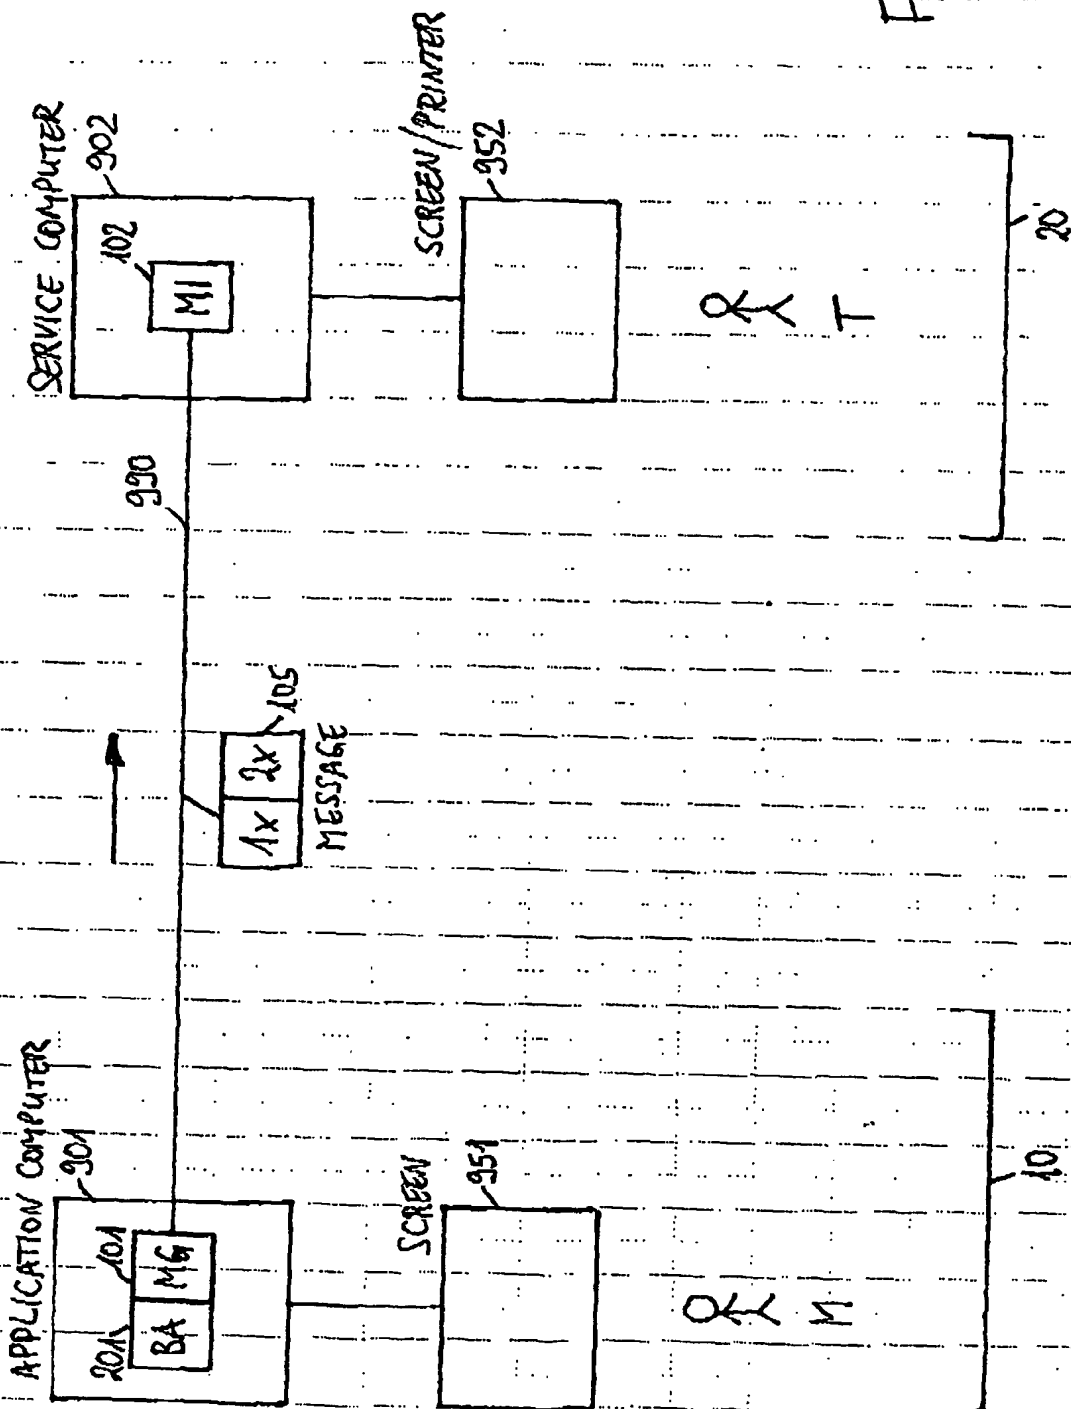 APPLICATION COMPUTER
901
201
101
BA
MG
SCREEN
951
M
10
990
1x
2x
105
MESSAGE
SERVICE COMPUTER
902
102
MI
SCREEN/PRINTER
952
T
20